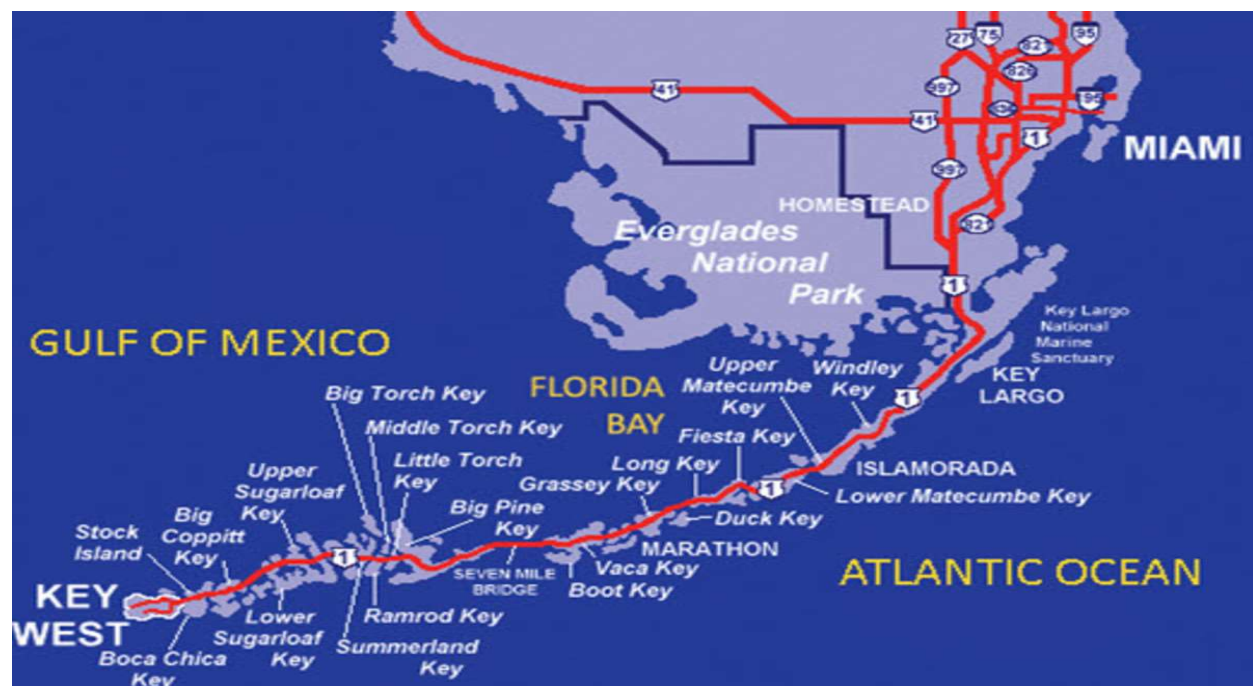 27
75
95
821
826
997
41
836
195
41
1
MIAMI
997
HOMESTEAD
821
Everglades
National
Park
1
Key Largo
National
Marine
Sanctuary
GULF OF MEXICO
KEY
LARGO
Upper
Matecumbe
Key
Windley
Key
1
FLORIDA
BAY
Big Torch Key
Middle Torch Key
Little Torch
Key
Fiesta Key
Long Key
Grassey Key
ISLAMORADA
Lower Matecumbe Key
1
Duck Key
Upper
Sugarloaf
Key
Big Pine
Key
Big
Coppitt
Key
Stock
Island
1
MARATHON
SEVEN MILE
BRIDGE
Vaca Key
Boot Key
ATLANTIC OCEAN
KEY
WEST
Lower
Sugarloaf
Key
Ramrod Key
Summerland
Key
Boca Chica
Key